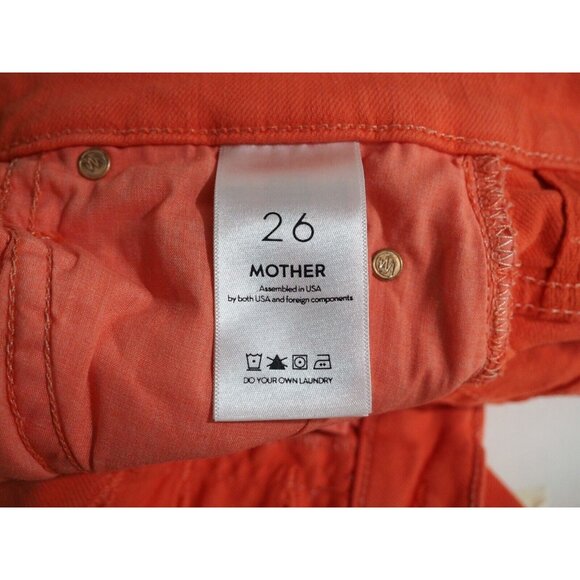 26
MOTHER
Assembled in USA
by both USA and foreign components
DO YOUR OWN LAUNDRY